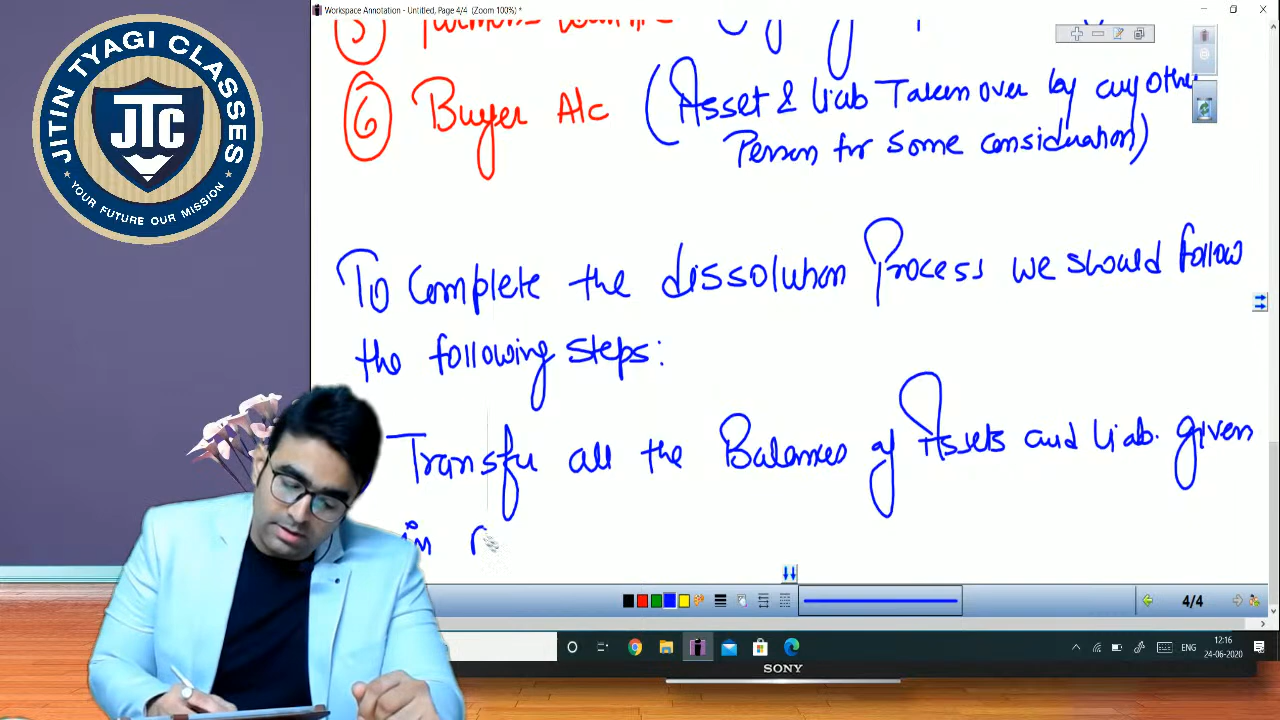 Workspace Annotation - Untitled, Page 4/4 (Zoom 100%) *
JITIN TYAGI CLASSES
JTC
YOUR FUTURE OUR MISSION
⑤
⑥ Buyer A/c (Asset & Liab Taken over by any other
Person for some consideration)
To Complete the dissolution Process we should follow
the following steps:
Transfer all the Balances of Assets and Liab. given
in
4/4
12:16
ENG
24-06-2020
SONY